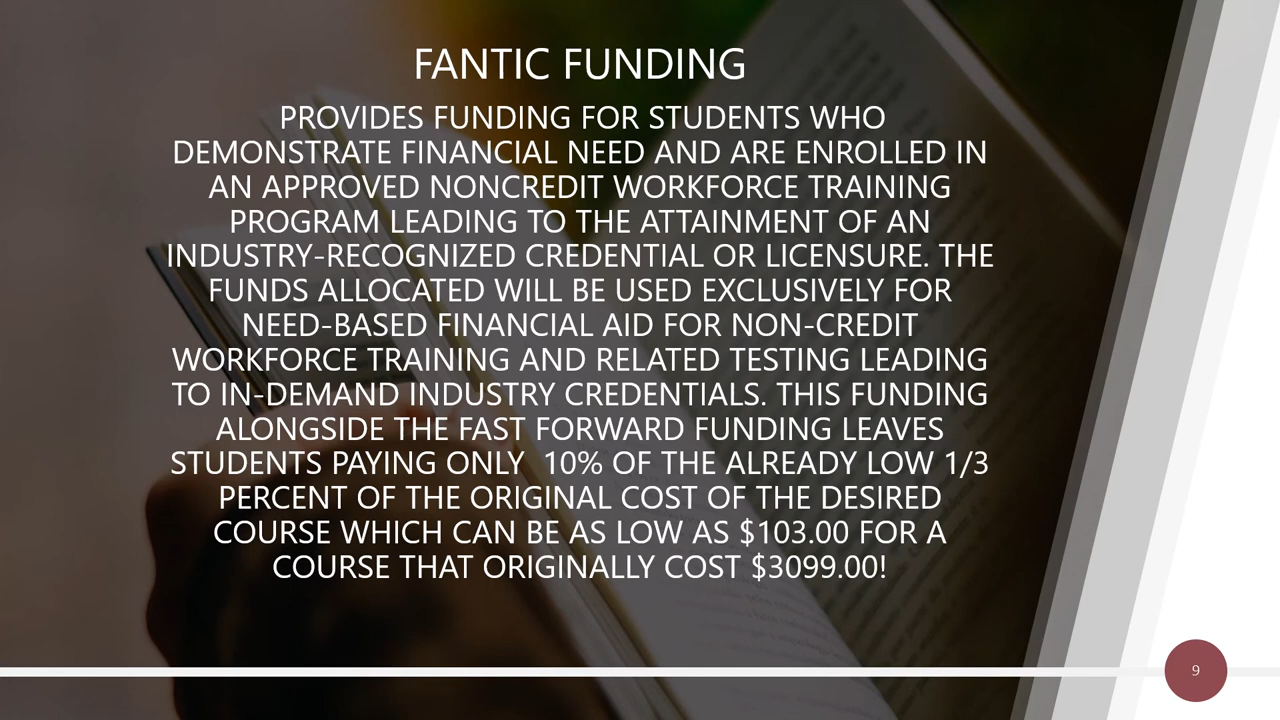 FANTIC FUNDING
PROVIDES FUNDING FOR STUDENTS WHO
DEMONSTRATE FINANCIAL NEED AND ARE ENROLLED IN
AN APPROVED NONCREDIT WORKFORCE TRAINING
PROGRAM LEADING TO THE ATTAINMENT OF AN
INDUSTRY-RECOGNIZED CREDENTIAL OR LICENSURE. THE
FUNDS ALLOCATED WILL BE USED EXCLUSIVELY FOR
NEED-BASED FINANCIAL AID FOR NON-CREDIT
WORKFORCE TRAINING AND RELATED TESTING LEADING
TO IN-DEMAND INDUSTRY CREDENTIALS. THIS FUNDING
ALONGSIDE THE FAST FORWARD FUNDING LEAVES
STUDENTS PAYING ONLY  10% OF THE ALREADY LOW 1/3
PERCENT OF THE ORIGINAL COST OF THE DESIRED
COURSE WHICH CAN BE AS LOW AS $103.00 FOR A
COURSE THAT ORIGINALLY COST $3099.00!
9